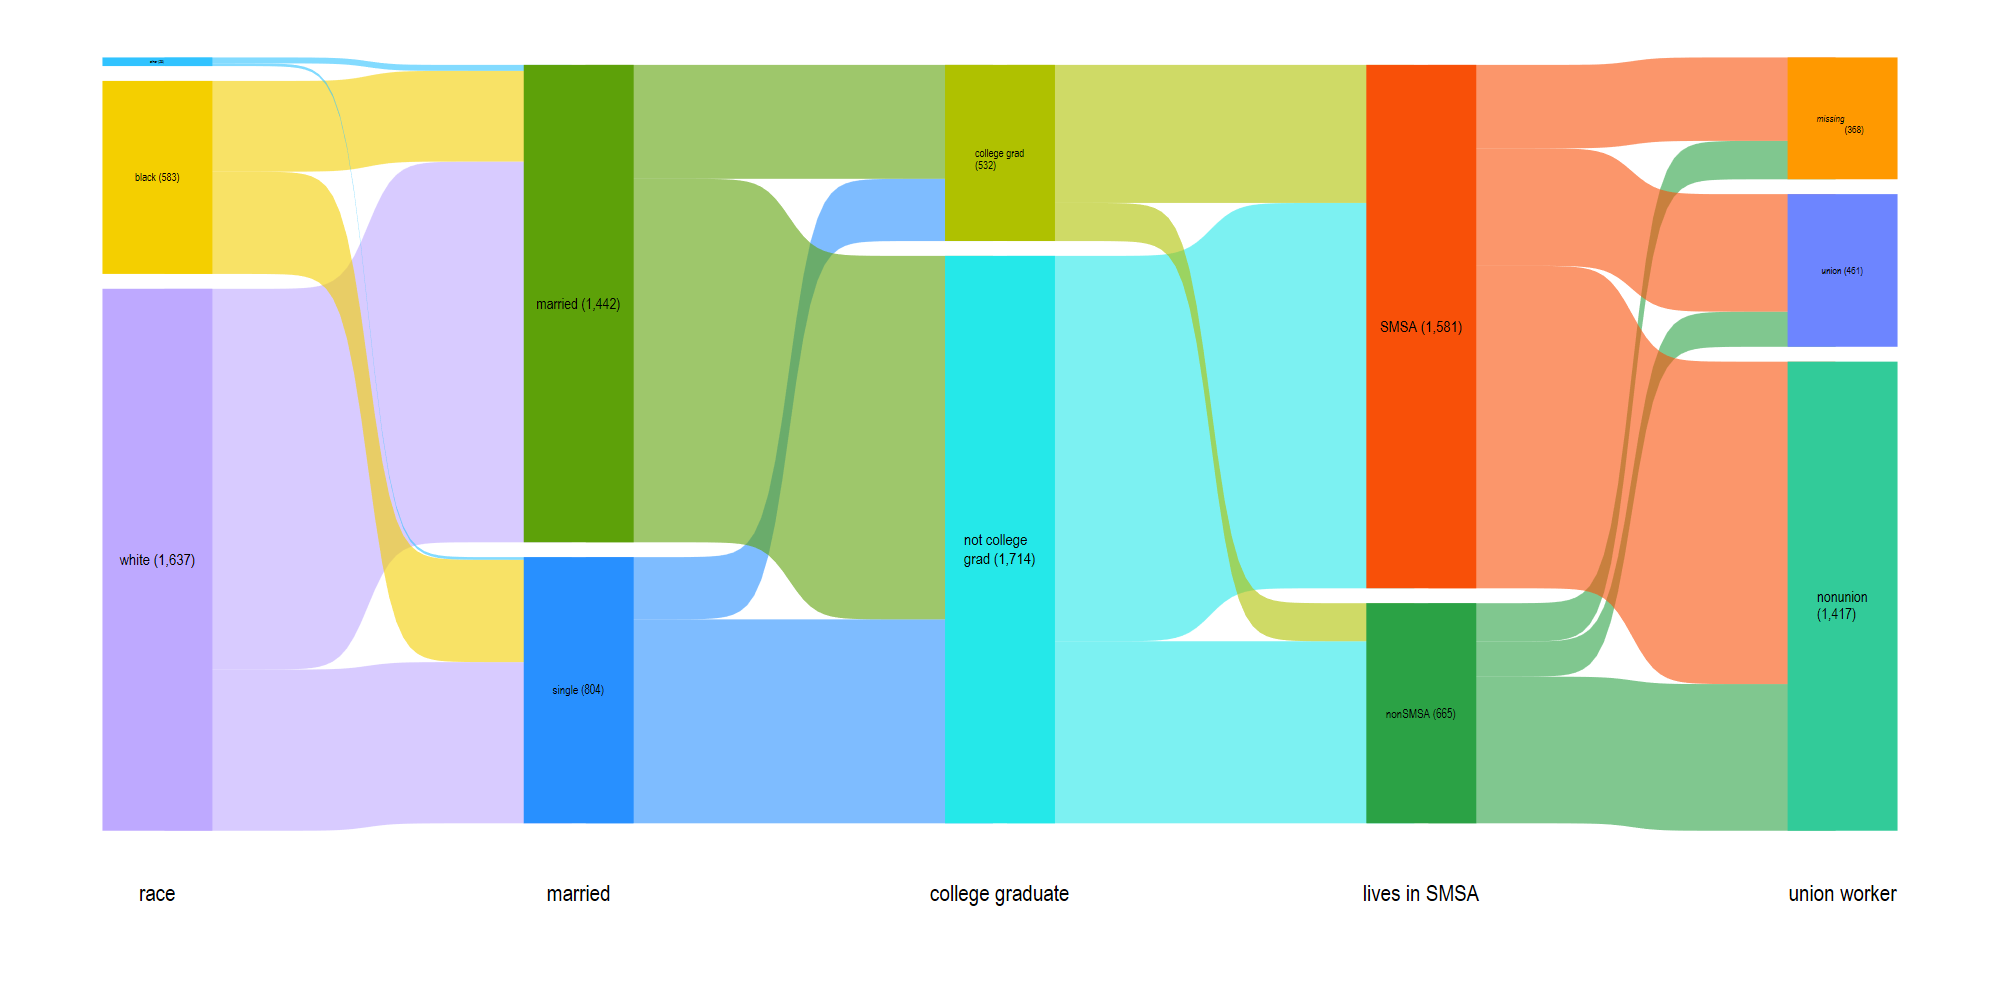 black (583)
white (1,637)
married (1,442)
single (804)
college grad
(532)
not college
grad (1,714)
SMSA (1,581)
nonSMSA (665)
missing
(368)
union (461)
nonunion
(1,417)
race
married
college graduate
lives in SMSA
union worker